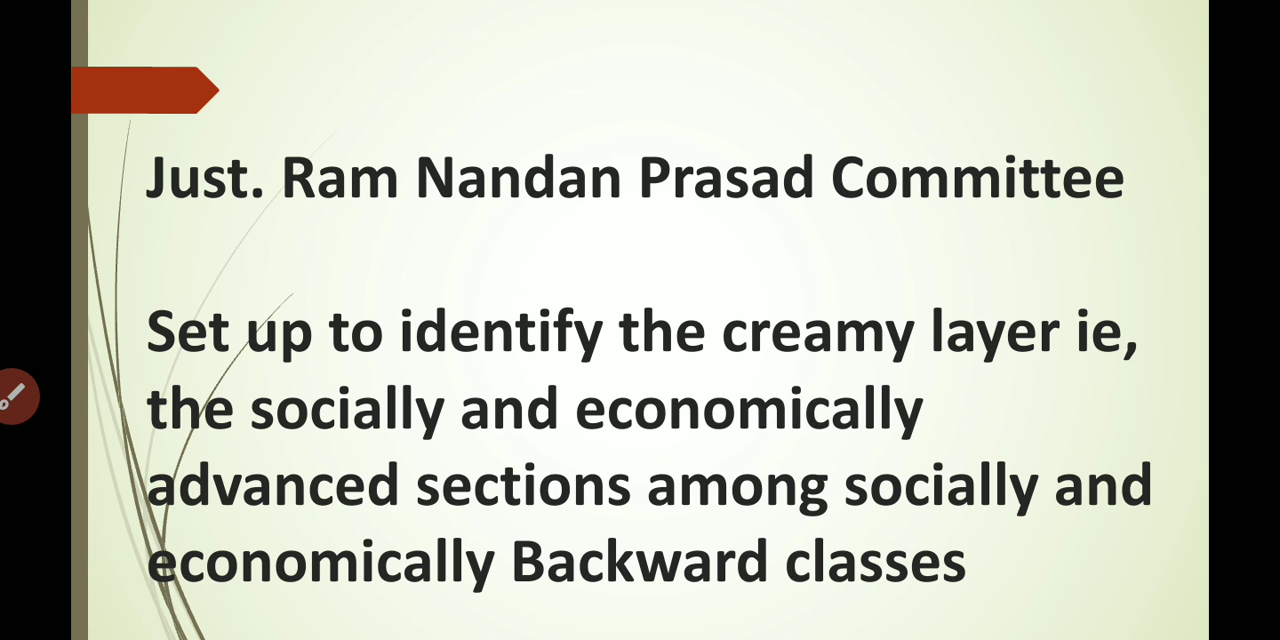 Just. Ram Nandan Prasad Committee
Set up to identify the creamy layer ie,
the socially and economically
advanced sections among socially and
economically Backward classes